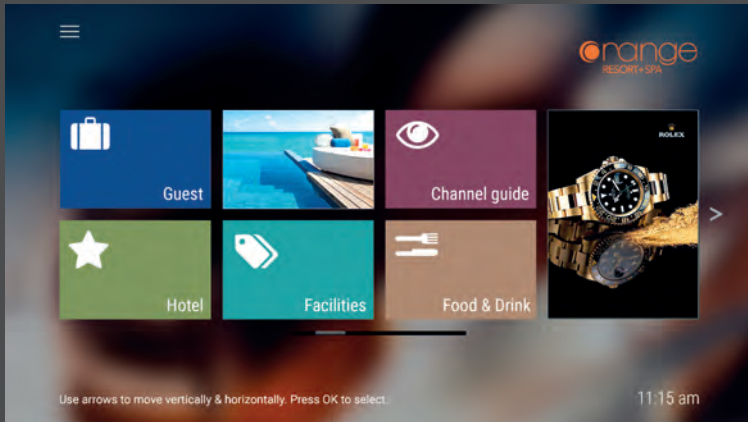 Orange
RESORT+SPA
Guest
Channel guide
ROLEX
Hotel
Facilities
Food & Drink
>
Use arrows to move vertically & horizontally. Press OK to select.
11:15 am